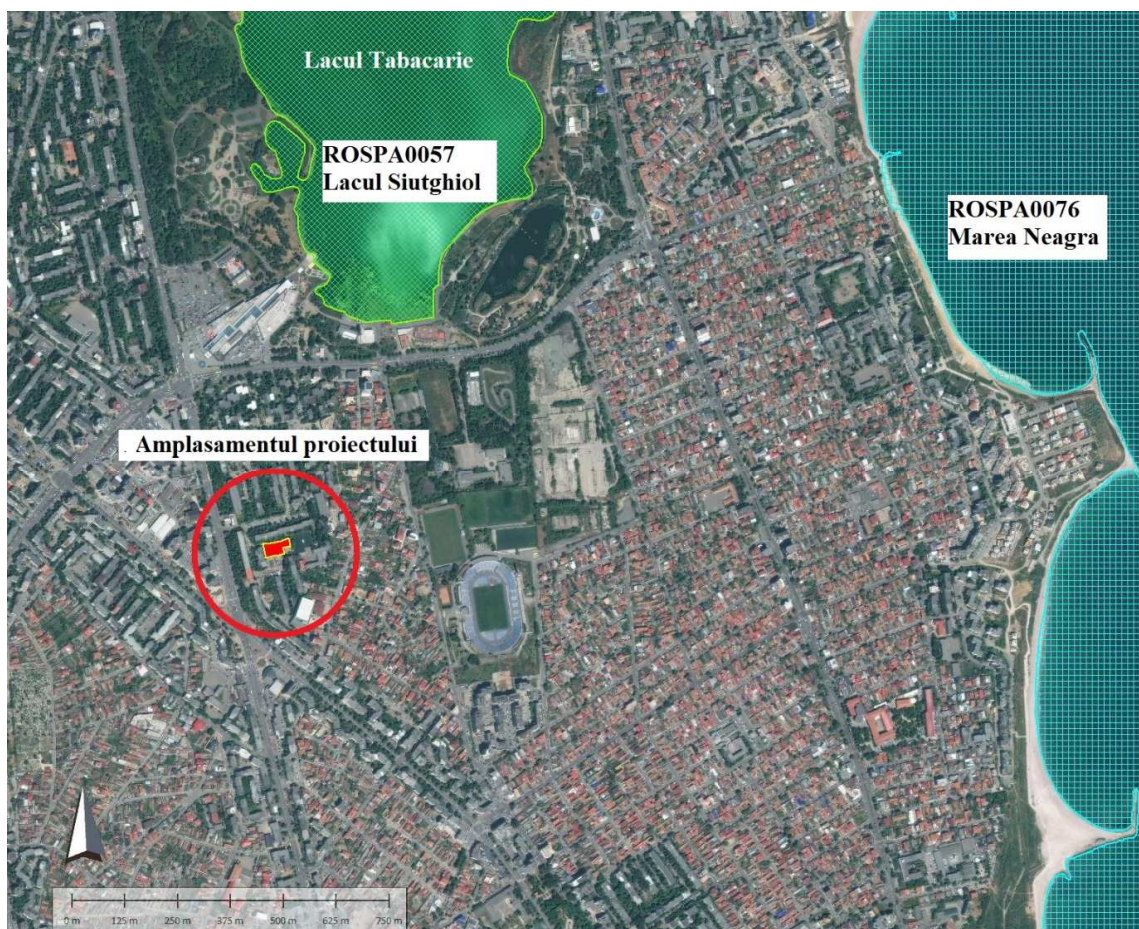 Lacul Tabacarie
ROSPA0057
Lacul Siutghiol
ROSPA0076
Marea Neagra
Amplasamentul proiectului
0 m 125 m 250 m 375 m 500 m 625 m 750 m